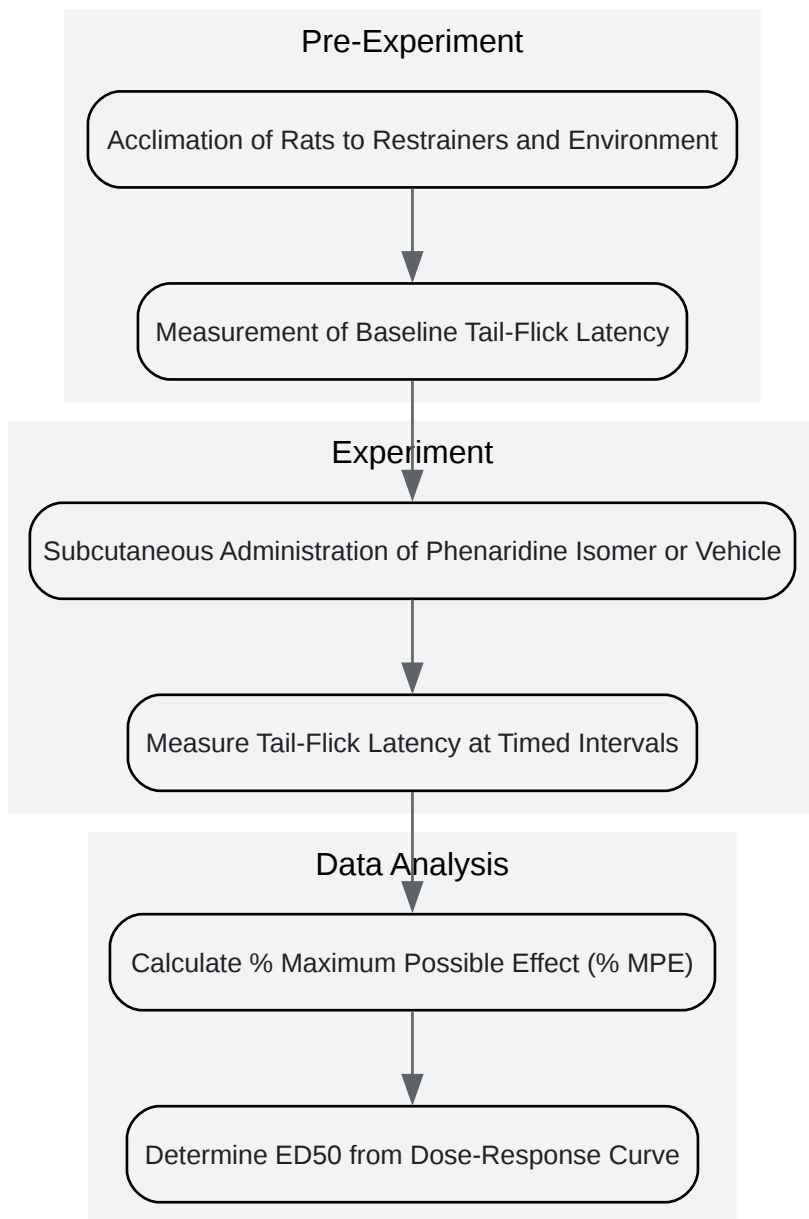 Pre-Experiment
Acclimation of Rats to Restrainers and Environment
Measurement of Baseline Tail-Flick Latency
Experiment
Subcutaneous Administration of Phenaridine Isomer or Vehicle
Measure Tail-Flick Latency at Timed Intervals
Data Analysis
Calculate % Maximum Possible Effect (% MPE)
Determine ED50 from Dose-Response Curve